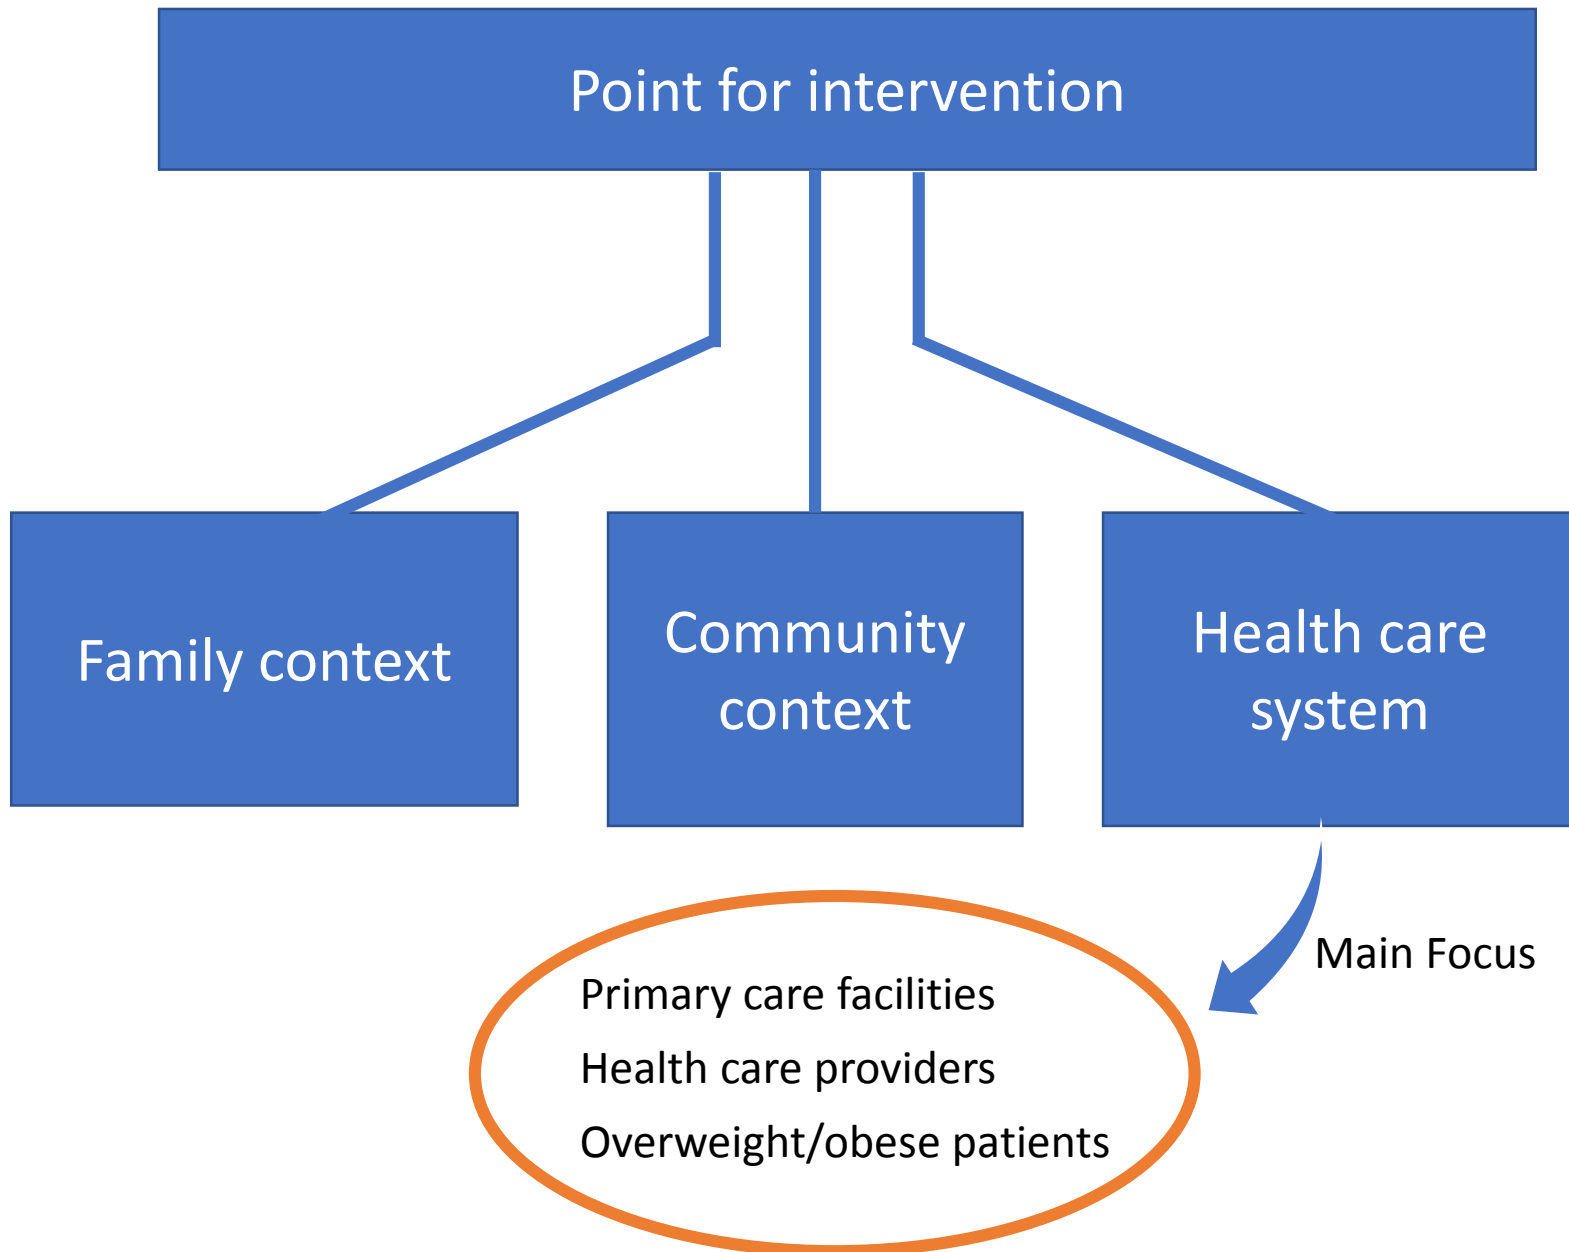 Point for intervention
Family context
Community
context
Health care
system
Main Focus
Primary care facilities
Health care providers
Overweight/obese patients